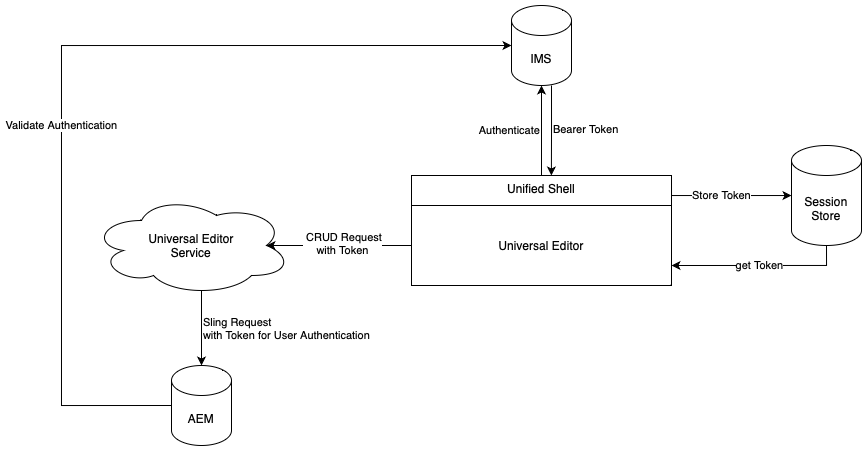 IMS
Validate Authentication
Authenticate
Bearer Token
Unified Shell
Store Token
Session
Store
Universal Editor
Service
CRUD Request
with Token
Universal Editor
get Token
Sling Request
with Token for User Authentication
AEM